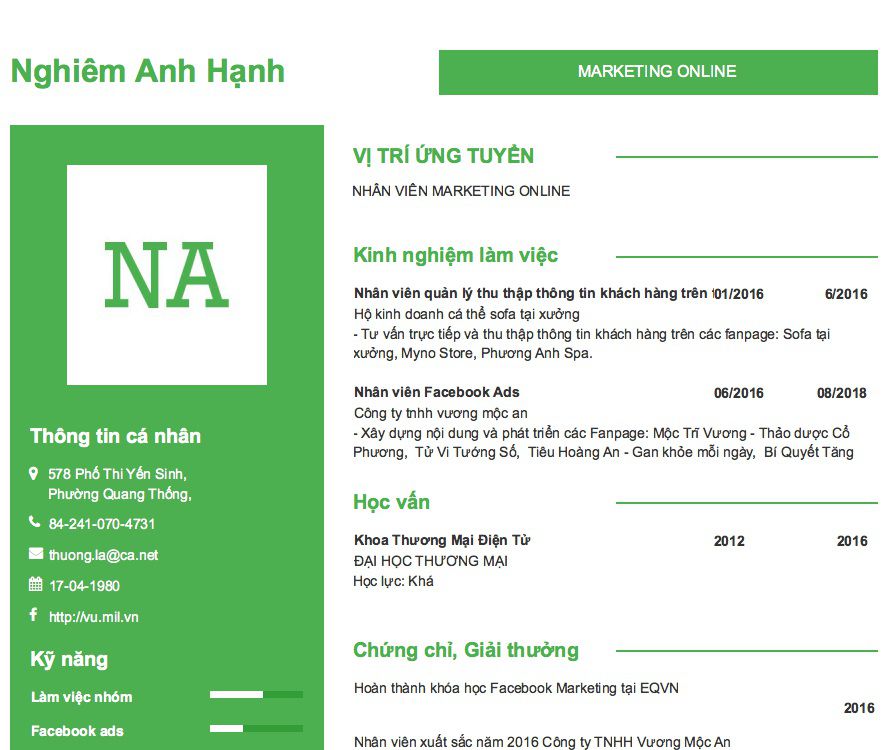 Nghiêm Anh Hạnh
MARKETING ONLINE
NA
Thông tin cá nhân
578 Phố Thi Yến Sinh,
Phường Quang Thống,
84-241-070-4731
thuong.la@ca.net
17-04-1980
http://vu.mil.vn
Kỹ năng
Làm việc nhóm
Facebook ads
VỊ TRÍ ỨNG TUYỂN
NHÂN VIÊN MARKETING ONLINE
Kinh nghiệm làm việc
Nhân viên quản lý thu thập thông tin khách hàng trên 01/2016 6/2016
Hộ kinh doanh cá thể sofa tại xưởng
- Tư vấn trực tiếp và thu thập thông tin khách hàng trên các fanpage: Sofa tại
xưởng, Myno Store, Phương Anh Spa.
Nhân viên Facebook Ads 06/2016 08/2018
Công ty tnhh vương mộc an
- Xây dựng nội dung và phát triển các Fanpage: Mộc Trĩ Vương - Thảo dược Cổ
Phương, Tử Vi Tướng Số, Tiêu Hoàng An - Gan khỏe mỗi ngày, Bí Quyết Tăng
Học vấn
Khoa Thương Mại Điện Tử 2012 2016
ĐẠI HỌC THƯƠNG MẠI
Học lực: Khá
Chứng chỉ, Giải thưởng
Hoàn thành khóa học Facebook Marketing tại EQVN
2016
Nhân viên xuất sắc năm 2016 Công ty TNHH Vương Mộc An